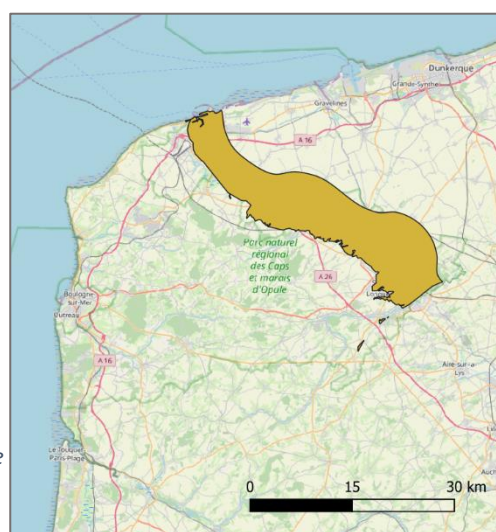 Dunkerque
Grande-Synthe
Gravelines
A 16
Parc naturel
régional
des Caps
et marais
d'Opale
A 26
Boulogne
sur-Mer
Outreau
A 16
Aire-sur-la
Lys
Le Touquet
Paris-Plage
0 15 30 km